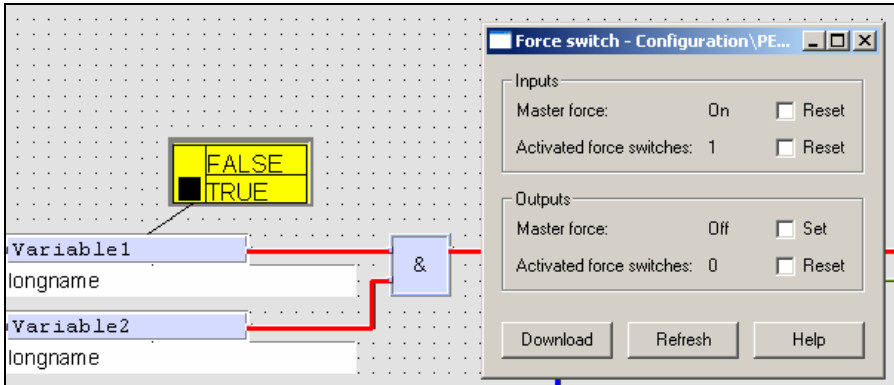 FALSE
TRUE
Variable1
longname
&
Variable2
longname
Force switch - Configuration\PE...
Inputs
Master force: On Reset
Activated force switches: 1 Reset
Outputs
Master force: Off Set
Activated force switches: 0 Reset
Download Refresh Help